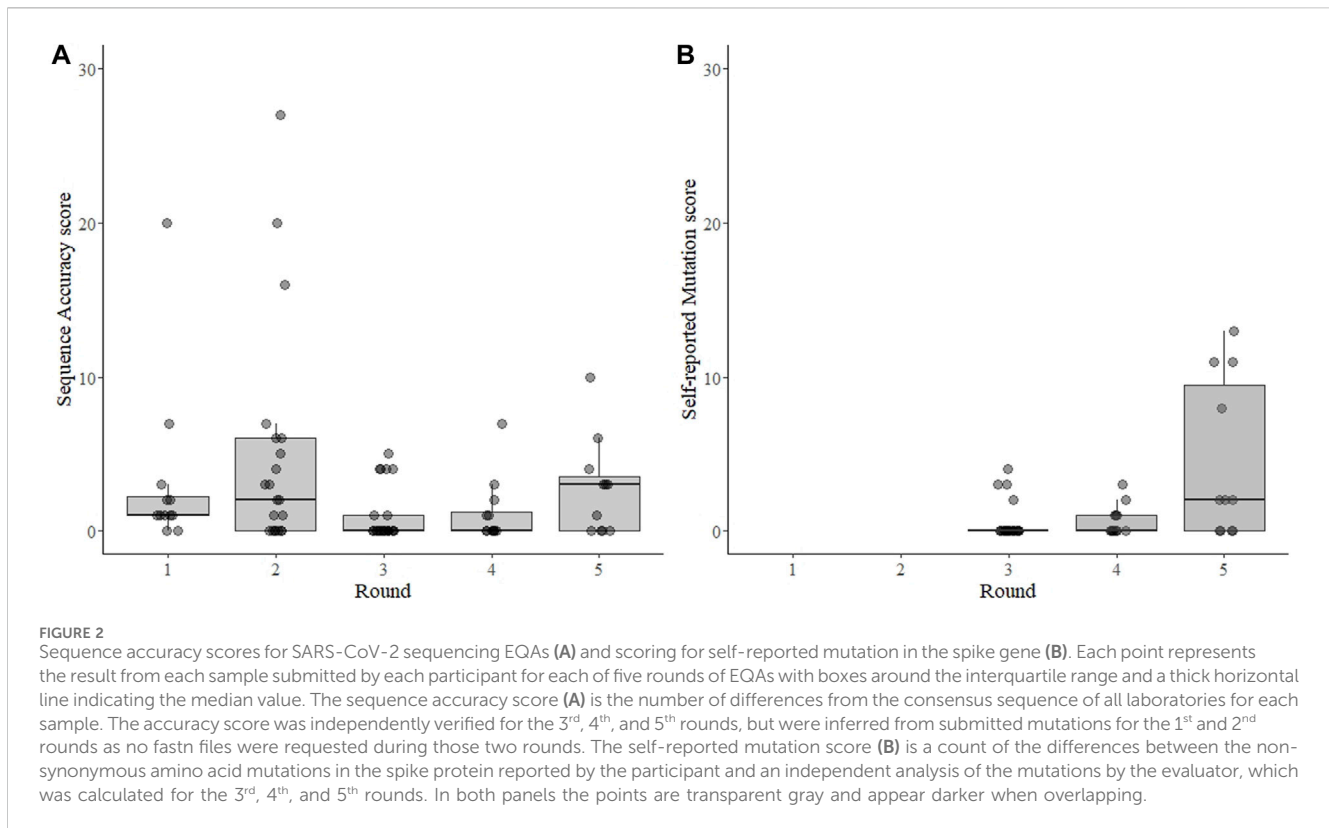 A
B
30
20
10
0
Sequence Accuracy score
1 2 3 4 5
Round
30
20
10
0
Self-reported Mutation score
1 2 3 4 5
Round
FIGURE 2
Sequence accuracy scores for SARS-CoV-2 sequencing EQAs (A) and scoring for self-reported mutation in the spike gene (B). Each point represents
the result from each sample submitted by each participant for each of five rounds of EQAs with boxes around the interquartile range and a thick horizontal
line indicating the median value. The sequence accuracy score (A) is the number of differences from the consensus sequence of all laboratories for each
sample. The accuracy score was independently verified for the 3rd, 4th, and 5th rounds, but were inferred from submitted mutations for the 1st and 2nd
rounds as no fastn files were requested during those two rounds. The self-reported mutation score (B) is a count of the differences between the non-
synonymous amino acid mutations in the spike protein reported by the participant and an independent analysis of the mutations by the evaluator, which
was calculated for the 3rd, 4th, and 5th rounds. In both panels the points are transparent gray and appear darker when overlapping.